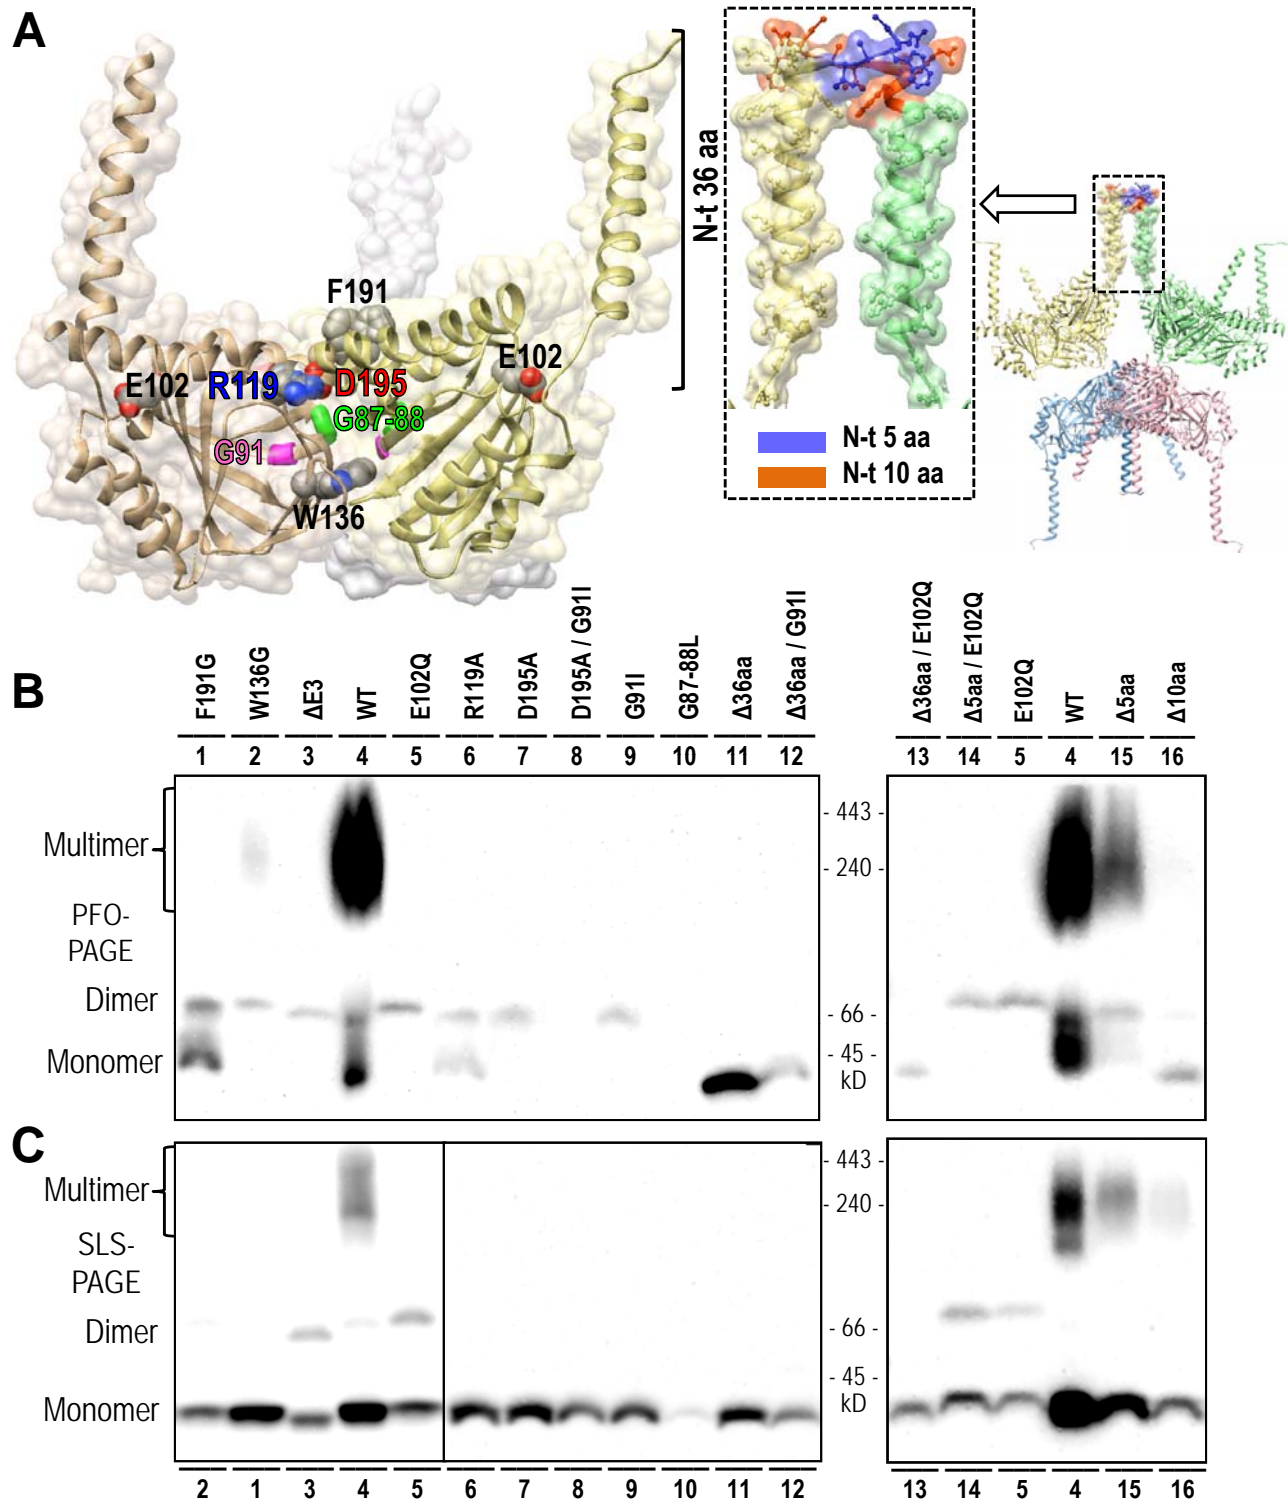 A
N-t 36 aa
F191
E102
R119
D195
E102
G87-88
G91
W136
N-t 5 aa
N-t 10 aa
B
F191G
W136G
ΔE3
WT
E102Q
R119A
D195A
D195A / G91I
G91I
G87-88L
Δ36aa
Δ36aa / G91I
Δ36aa / E102Q
Δ5aa / E102Q
E102Q
WT
Δ5aa
Δ10aa
1 2 3 4 5 6 7 8 9 10 11 12 13 14 5 4 15 16
Multimer
PFO-
PAGE
Dimer
Monomer
- 443 -
- 240 -
- 66 -
- 45 -
kD
C
Multimer
SLS-
PAGE
Dimer
Monomer
- 443 -
- 240 -
- 66 -
- 45 -
kD
2 1 3 4 5 6 7 8 9 10 11 12 13 14 5 4 15 16